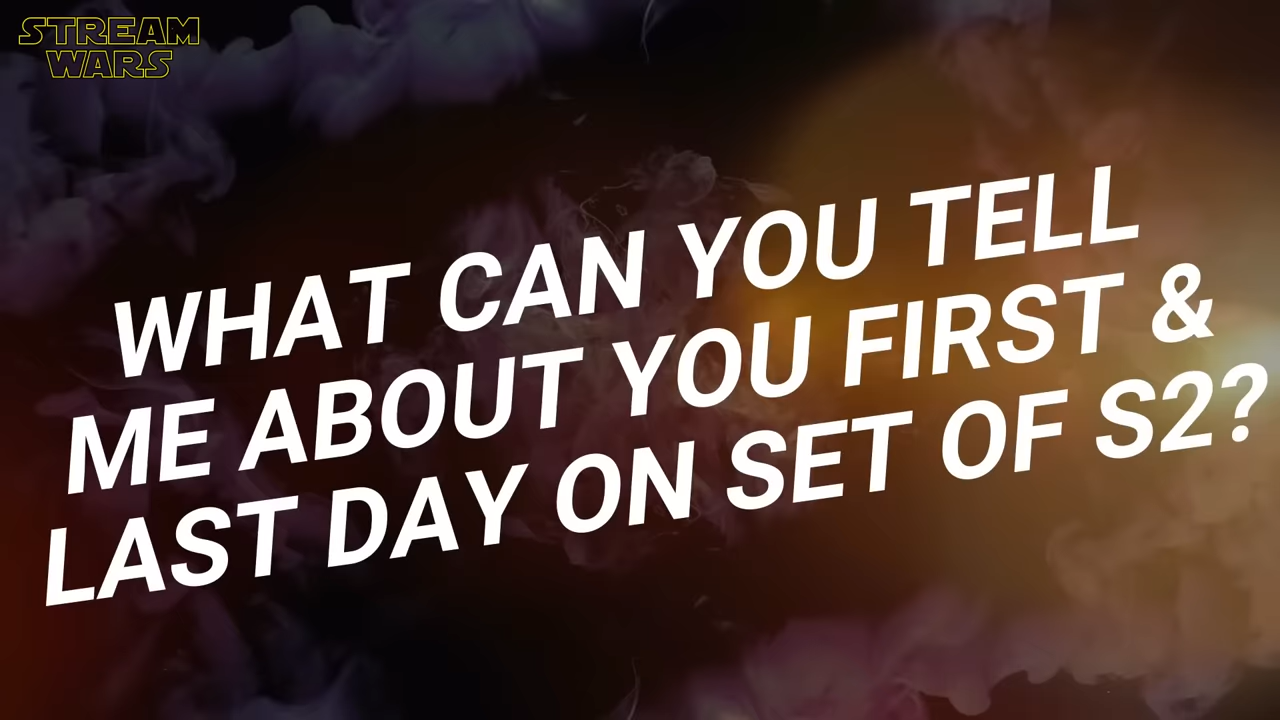 STREAM
WARS
WHAT CAN YOU TELL
ME ABOUT YOU FIRST &
LAST DAY ON SET OF S2?